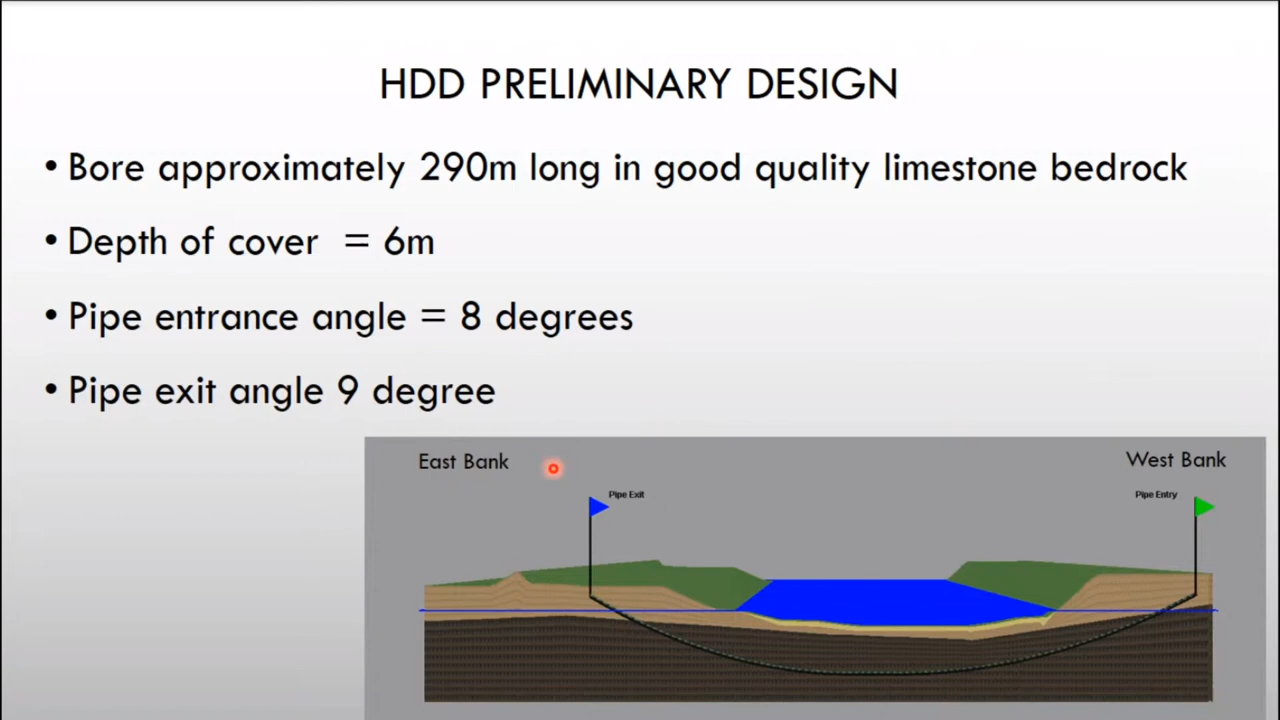 HDD PRELIMINARY DESIGN
• Bore approximately 290m long in good quality limestone bedrock
• Depth of cover = 6m
• Pipe entrance angle = 8 degrees
• Pipe exit angle 9 degree
East Bank
West Bank
Pipe Exit
Pipe Entry